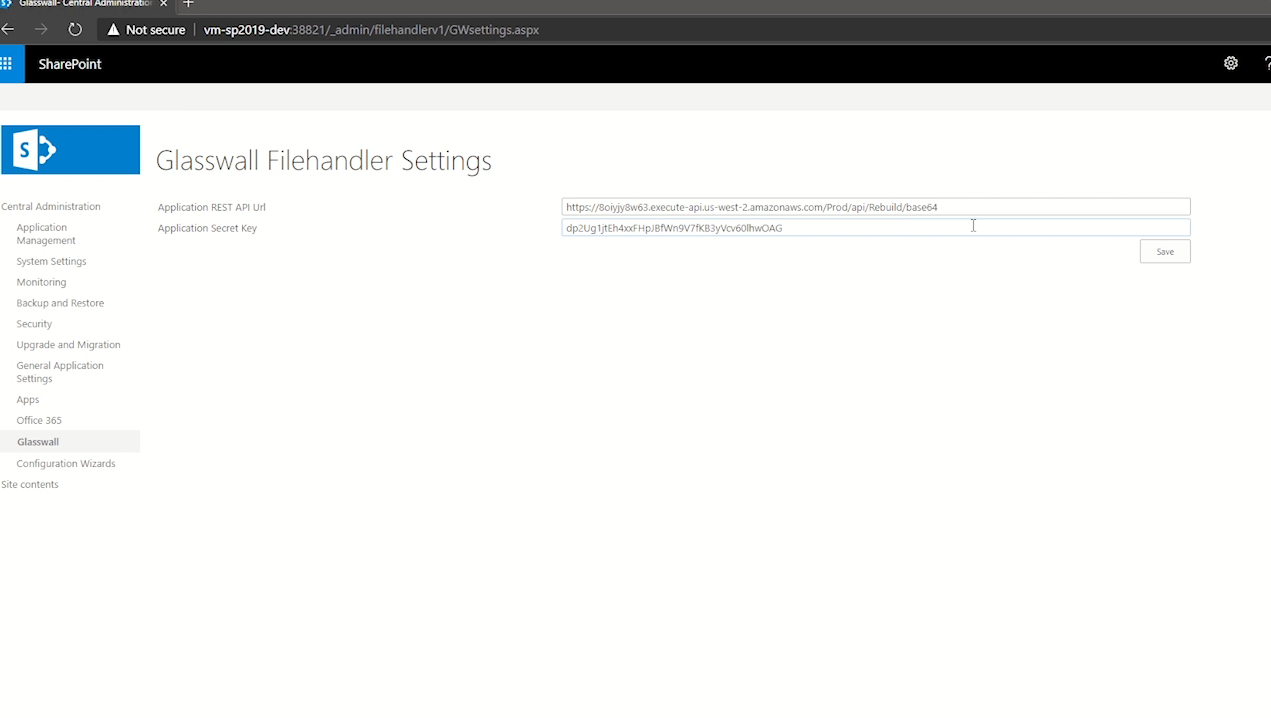 Glasswall- Central Administration
Not secure
vm-sp2019-dev:38821/_admin/filehandlerv1/GWsettings.aspx
SharePoint
Glasswall Filehandler Settings
Central Administration
Application REST API Url
https://8oiyjy8w63.execute-api.us-west-2.amazonaws.com/Prod/api/Rebuild/base64
Application
Management
Application Secret Key
dp2Ug1jtEh4xxFHpJBfWn9V7fKB3yVcv60lhwOAG
Save
System Settings
Monitoring
Backup and Restore
Security
Upgrade and Migration
General Application
Settings
Apps
Office 365
Glasswall
Configuration Wizards
Site contents